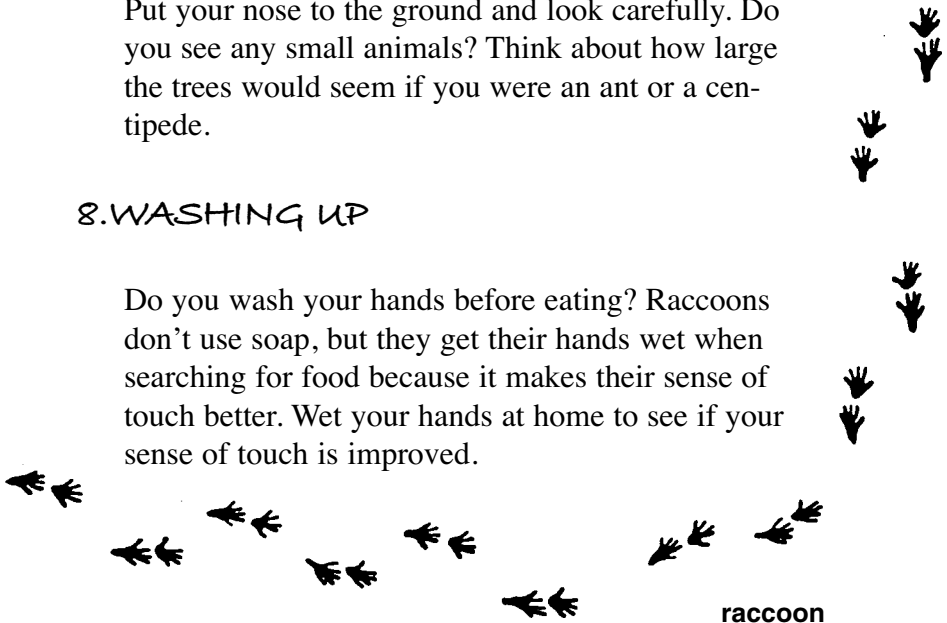 Put your nose to the ground and look carefully. Do
you see any small animals? Think about how large
the trees would seem if you were an ant or a cen-
tipede.
8.WASHING UP
Do you wash your hands before eating? Raccoons
don’t use soap, but they get their hands wet when
searching for food because it makes their sense of
touch better. Wet your hands at home to see if your
sense of touch is improved.
raccoon